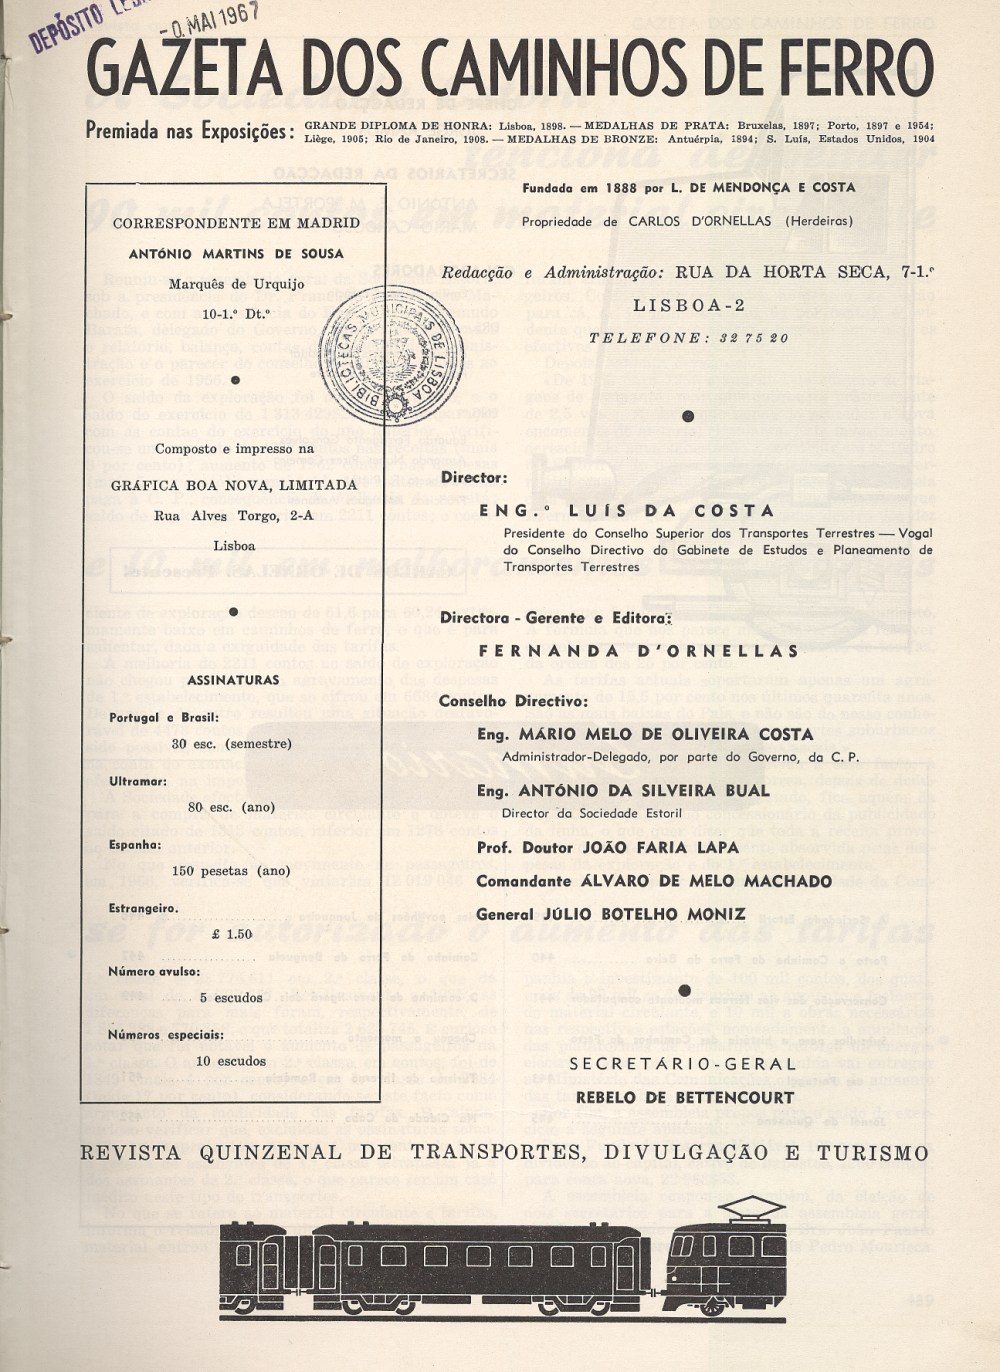 DEPÓSITO
MAI 1967
GAZETA DOS CAMINHOS DE FERRO
Premiada nas Exposições: GRANDE DIPLOMA DE HONRA: Lisboa, 1898. — MEDALHAS DE PRATA: Bruxelas, 1897; Porto, 1897 e 1954;
Liège, 1905; Rio de Janeiro, 1908. — MEDALHAS DE BRONZE: Antuérpia, 1894; S. Luís, Estados Unidos, 1904
CORRESPONDENTE EM MADRID
ANTÓNIO MARTINS DE SOUSA
Marquês de Urquijo
10-1.º Dt.º
BIBLIOTECAS MUNICIPAIS DE LISBOA
Composto e impresso na
GRÁFICA BOA NOVA, LIMITADA
Rua Alves Torgo, 2-A
Lisboa
ASSINATURAS
Portugal e Brasil:
30 esc. (semestre)
Ultramar:
80 esc. (ano)
Espanha:
150 pesetas (ano)
Estrangeiro.
£ 1.50
Número avulso:
5 escudos
Números especiais:
10 escudos
Fundada em 1888 por L. DE MENDONÇA E COSTA
Propriedade de CARLOS D'ORNELLAS (Herdeiros)
Redacção e Administração: RUA DA HORTA SECA, 7-1.º
LISBOA-2
TELEFONE: 32 75 20
Director:
ENG.º LUÍS DA COSTA
Presidente do Conselho Superior dos Transportes Terrestres — Vogal
do Conselho Directivo do Gabinete de Estudos e Planeamento de
Transportes Terrestres
Directora - Gerente e Editora:
FERNANDA D'ORNELLAS
Conselho Directivo:
Eng. MÁRIO MELO DE OLIVEIRA COSTA
Administrador-Delegado, por parte do Governo, da C. P.
Eng. ANTÓNIO DA SILVEIRA BUAL
Director da Sociedade Estoril
Prof. Doutor JOÃO FARIA LAPA
Comandante ÁLVARO DE MELO MACHADO
General JÚLIO BOTELHO MONIZ
SECRETÁRIO-GERAL
REBELO DE BETTENCOURT
REVISTA QUINZENAL DE TRANSPORTES, DIVULGAÇÃO E TURISMO